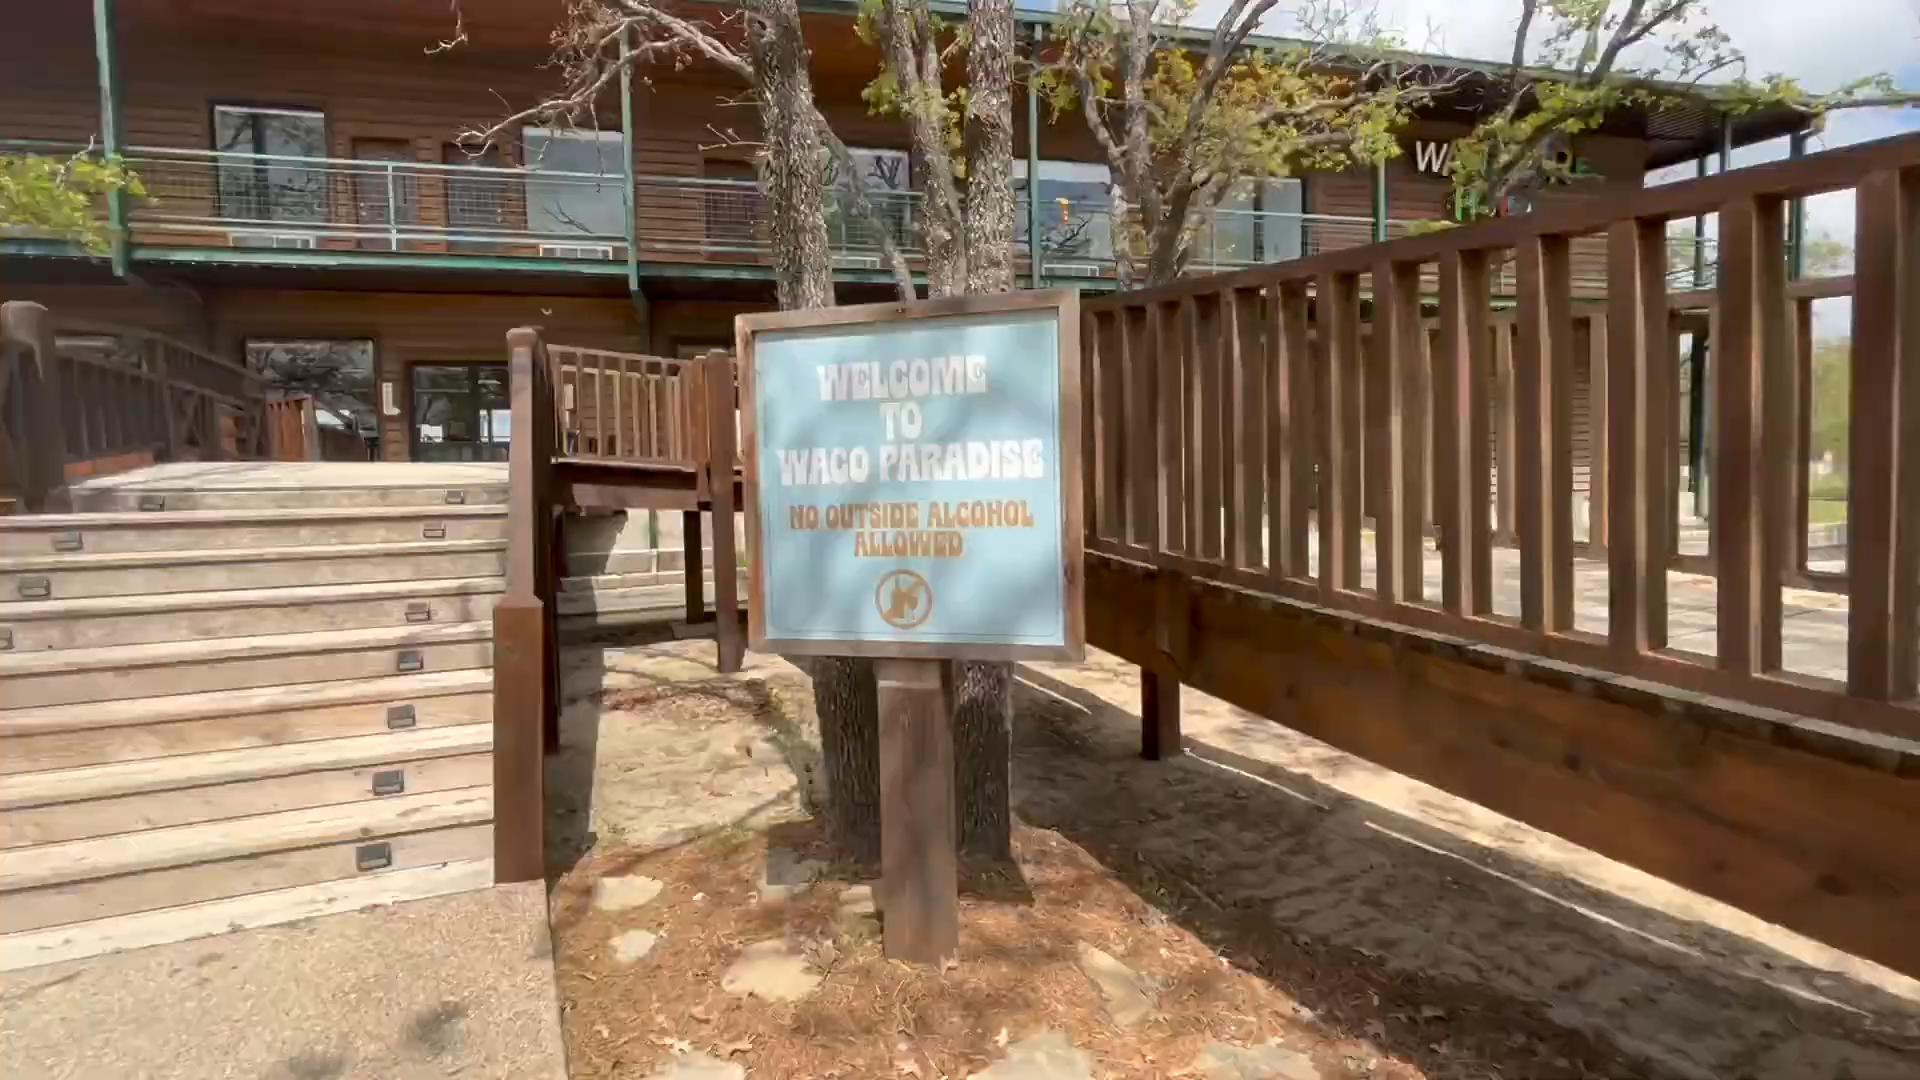 WELCOME
TO
WACO PARADISE
NO OUTSIDE ALCOHOL
ALLOWED